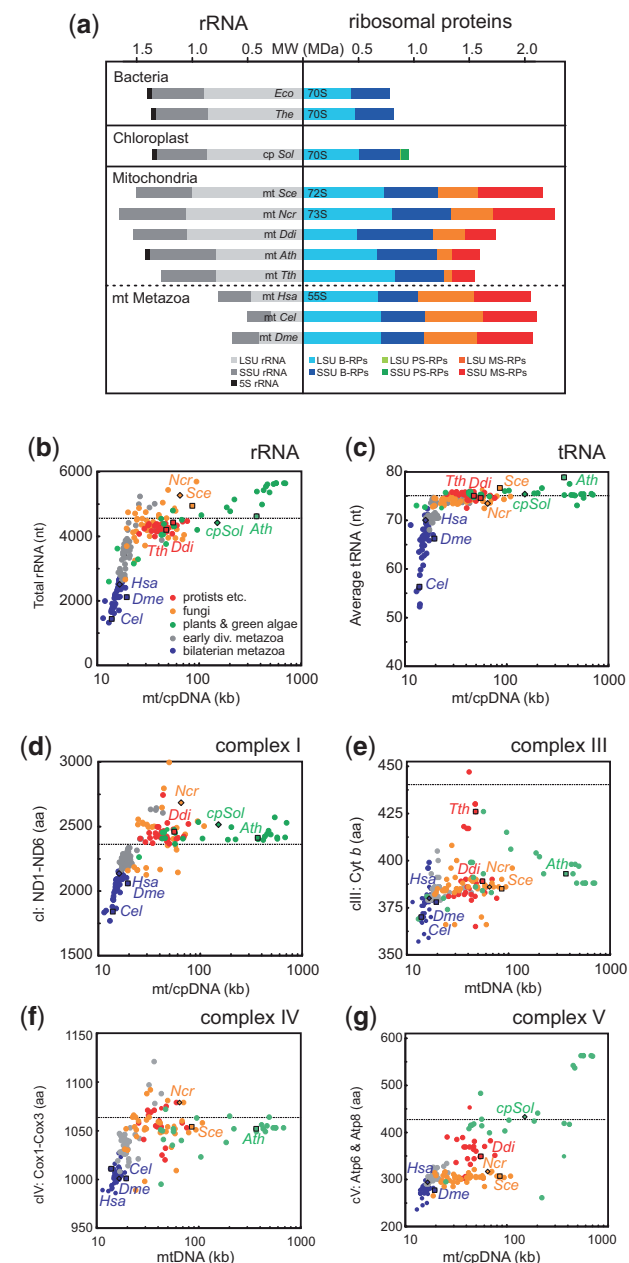 (a)
rRNA ribosomal proteins
1.5 1.0 0.5 MW (MDa) 0.5 1.0 1.5 2.0
Bacteria
Eco 70S
The 70S
Chloroplast
cp Sol 70S
Mitochondria
mt Sce 72S
mt Ncr 73S
mt Ddi
mt Ath
mt Tth
mt Metazoa
mt Hsa 55S
mt Cel
mt Dme
LSU rRNA LSU B-RPs LSU PS-RPs LSU MS-RPs
SSU rRNA SSU B-RPs SSU PS-RPs SSU MS-RPs
5S rRNA
(b) rRNA
Total rRNA (nt)
6000
4000
2000
0
Ncr
Sce
Ath
cpSol
Ddi
Tth
Hsa
Dme
Cel
protists etc.
fungi
plants & green algae
early div. metazoa
bilaterian metazoa
10 100 1000
mt/cpDNA (kb)
(c) tRNA
Average tRNA (nt)
80
70
60
50
40
Tth Ddi Sce
Ath
cpSol
Ncr
Hsa
Dme
Cel
10 100 1000
mt/cpDNA (kb)
(d) complex I
cI: ND1-ND6 (aa)
3000
2500
2000
1500
Ncr
Ddi
cpSol
Ath
Hsa
Dme
Cel
10 100 1000
mt/cpDNA (kb)
(e) complex III
cIII: Cyt b (aa)
450
425
400
375
350
Tth
Ddi
Ncr
Ath
Sce
Hsa
Dme
Cel
10 100 1000
mtDNA (kb)
(f) complex IV
cIV: Cox1-Cox3 (aa)
1150
1100
1050
1000
950
Ncr
Sce
Ath
Cel
Dme
Hsa
10 100 1000
mtDNA (kb)
(g) complex V
cV: Atp6 & Atp8 (aa)
600
500
400
300
200
cpSol
Ddi
Ncr
Sce
Hsa
Dme
10 100 1000
mt/cpDNA (kb)